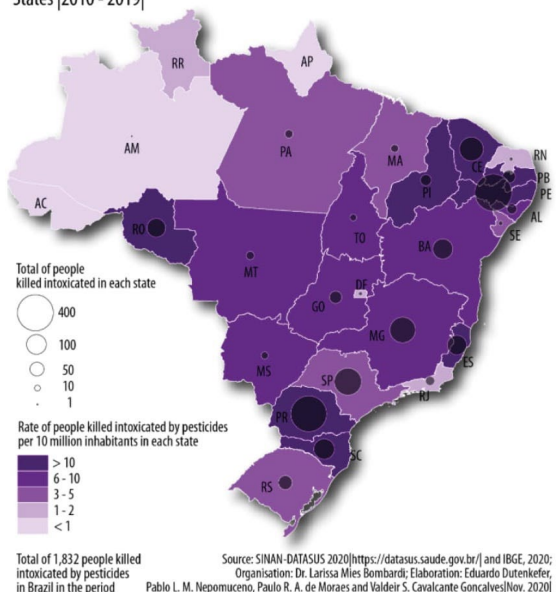 States |2010 - 2019|
RR
AP
AM
PA
MA
CE
RN
PB
PE
PI
AL
SE
AC
RO
TO
BA
MT
DF
GO
MG
ES
MS
SP
RJ
PR
SC
RS
Total of people
killed intoxicated in each state
400
100
50
10
1
Rate of people killed intoxicated by pesticides
per 10 million inhabitants in each state
> 10
6 - 10
3 - 5
1 - 2
< 1
Total of 1,832 people killed
intoxicated by pesticides
in Brazil in the period
Source: SINAN-DATASUS 2020|https://datasus.saude.gov.br/| and IBGE, 2020;
Organisation: Dr. Larissa Mies Bombardi; Elaboration: Eduardo Dutenkefer,
Pablo L. M. Nepomuceno, Paulo R. A. de Moraes and Valdeir S. Cavalcante Gonçalves|Nov. 2020|